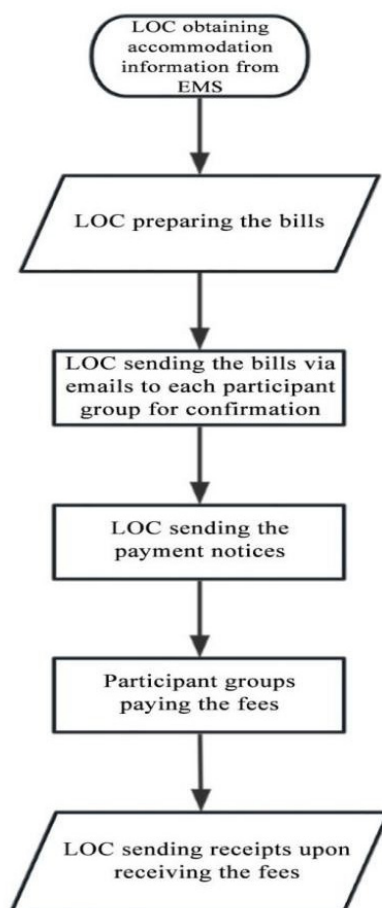 LOC obtaining
accommodation
information from
EMS
LOC preparing the bills
LOC sending the bills via
emails to each participant
group for confirmation
LOC sending the
payment notices
Participant groups
paying the fees
LOC sending receipts upon
receiving the fees